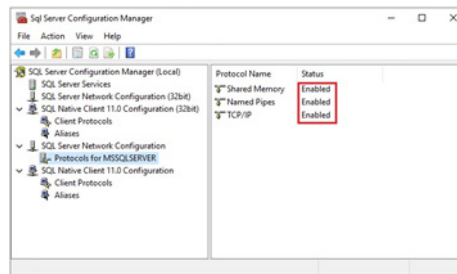 Sql Server Configuration Manager
File Action View Help
SQL Server Configuration Manager (Local)
SQL Server Services
SQL Server Network Configuration (32bit)
SQL Native Client 11.0 Configuration (32bit)
Client Protocols
Aliases
SQL Server Network Configuration
Protocols for MSSQLSERVER
SQL Native Client 11.0 Configuration
Client Protocols
Aliases
Protocol Name Status
Shared Memory Enabled
Named Pipes Enabled
TCP/IP Enabled